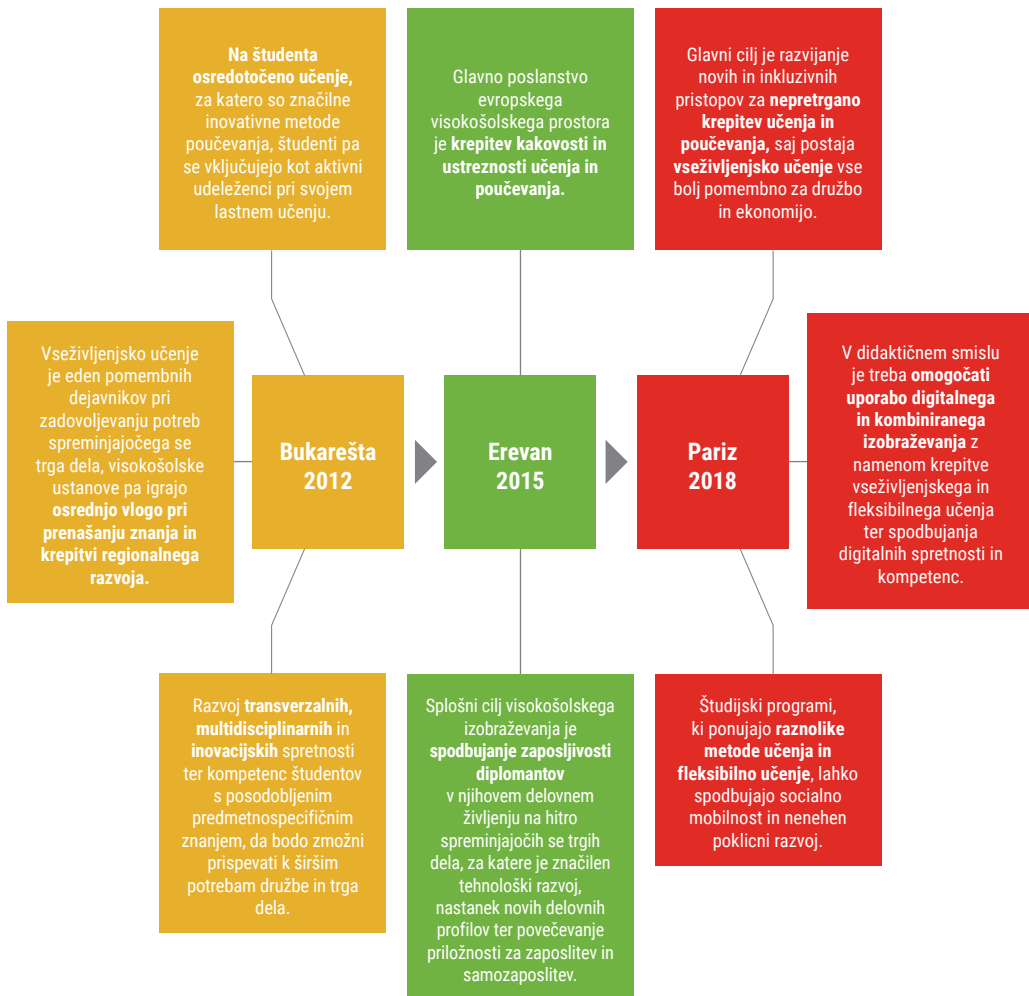 Na študenta
osredotočeno učenje,
za katero so značilne
inovativne metode
poučevanja, študenti pa
se vključujejo kot aktivni
udeleženci pri svojem
lastnem učenju.
Glavno poslanstvo
evropskega
visokošolskega prostora
je krepitev kakovosti in
ustreznosti učenja in
poučevanja.
Glavni cilj je razvijanje
novih in inkluzivnih
pristopov za nepretrgano
krepitev učenja in
poučevanja, saj postaja
vseživljenjsko učenje vse
bolj pomembno za družbo
in ekonomijo.
Vseživljenjsko učenje
je eden pomembnih
dejavnikov pri
zadovoljevanju potreb
spreminjajočega se
trga dela, visokošolske
ustanove pa igrajo
osrednjo vlogo pri
prenašanju znanja in
krepitvi regionalnega
razvoja.
Bukarešta
2012
Erevan
2015
Pariz
2018
V didaktičnem smislu
je treba omogočati
uporabo digitalnega
in kombiniranega
izobraževanja z
namenom krepitve
vseživljenjskega in
fleksibilnega učenja
ter spodbujanja
digitalnih spretnosti in
kompetenc.
Razvoj transverzalnih,
multidisciplinarnih in
inovacijskih spretnosti
ter kompetenc študentov
s posodobljenim
predmetnospecifičnim
znanjem, da bodo zmožni
prispevati k širšim
potrebam družbe in trga
dela.
Splošni cilj visokošolskega
izobraževanja je
spodbujanje zaposljivosti
diplomantov
v njihovem delovnem
življenju na hitro
spreminjajočih se trgih
dela, za katere je značilen
tehnološki razvoj,
nastanek novih delovnih
profilov ter povečevanje
priložnosti za zaposlitev in
samozaposlitev.
Študijski programi,
ki ponujajo raznolike
metode učenja in
fleksibilno učenje, lahko
spodbujajo socialno
mobilnost in nenehen
poklicni razvoj.